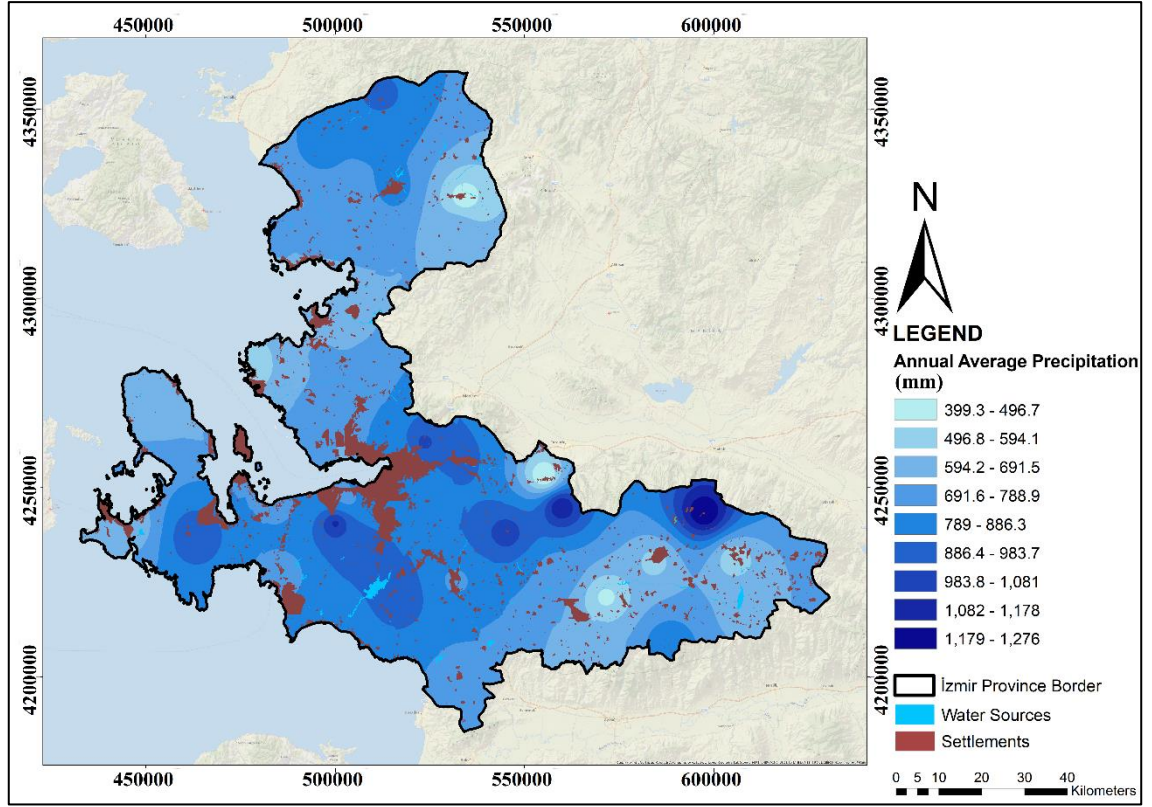 450000 500000 550000 600000
4350000 4350000
4300000 4300000
4250000 4250000
4200000 4200000
450000 500000 550000 600000
N
LEGEND
Annual Average Precipitation
(mm)
399.3 - 496.7
496.8 - 594.1
594.2 - 691.5
691.6 - 788.9
789 - 886.3
886.4 - 983.7
983.8 - 1,081
1,082 - 1,178
1,179 - 1,276
İzmir Province Border
Water Sources
Settlements
0 5 10 20 30 40
Kilometers